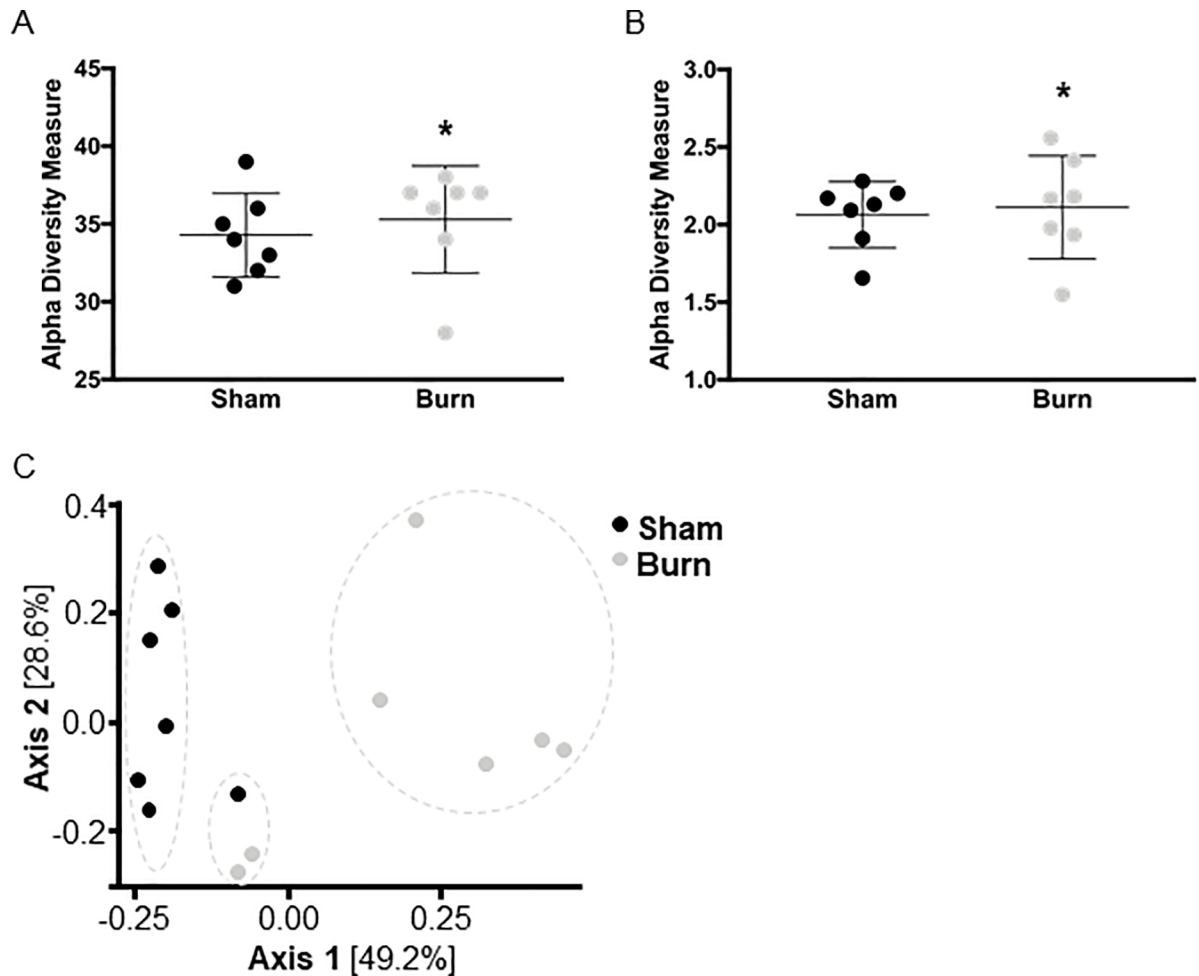 A
Alpha Diversity Measure
45
40
35
30
25
*
Sham
Burn
B
Alpha Diversity Measure
3.0
2.5
2.0
1.5
1.0
*
Sham
Burn
C
Axis 2 [28.6%]
0.4
0.2
0.0
-0.2
-0.25
0.00
0.25
Axis 1 [49.2%]
Sham
Burn